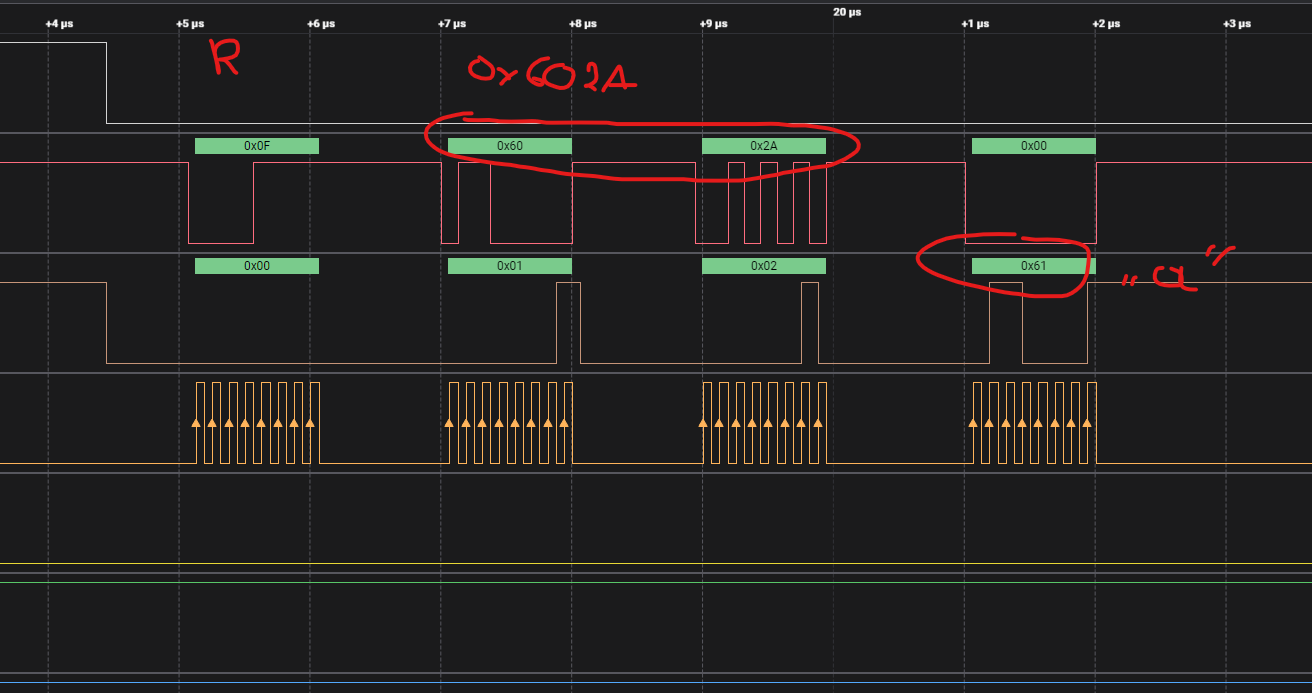 +4 µs +5 µs +6 µs +7 µs +8 µs +9 µs 20 µs +1 µs +2 µs +3 µs
R
0x602A
0x0F 0x60 0x2A 0x00
0x00 0x01 0x02 0x61
"a"